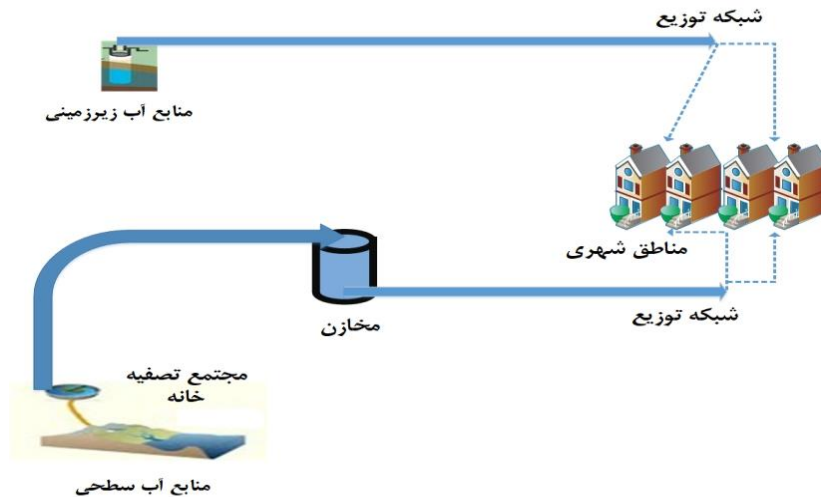 شبکه توزیع
منابع آب زیرزمینی
مناطق شهری
مخازن
شبکه توزیع
مجتمع تصفیه
خانه
منابع آب سطحی